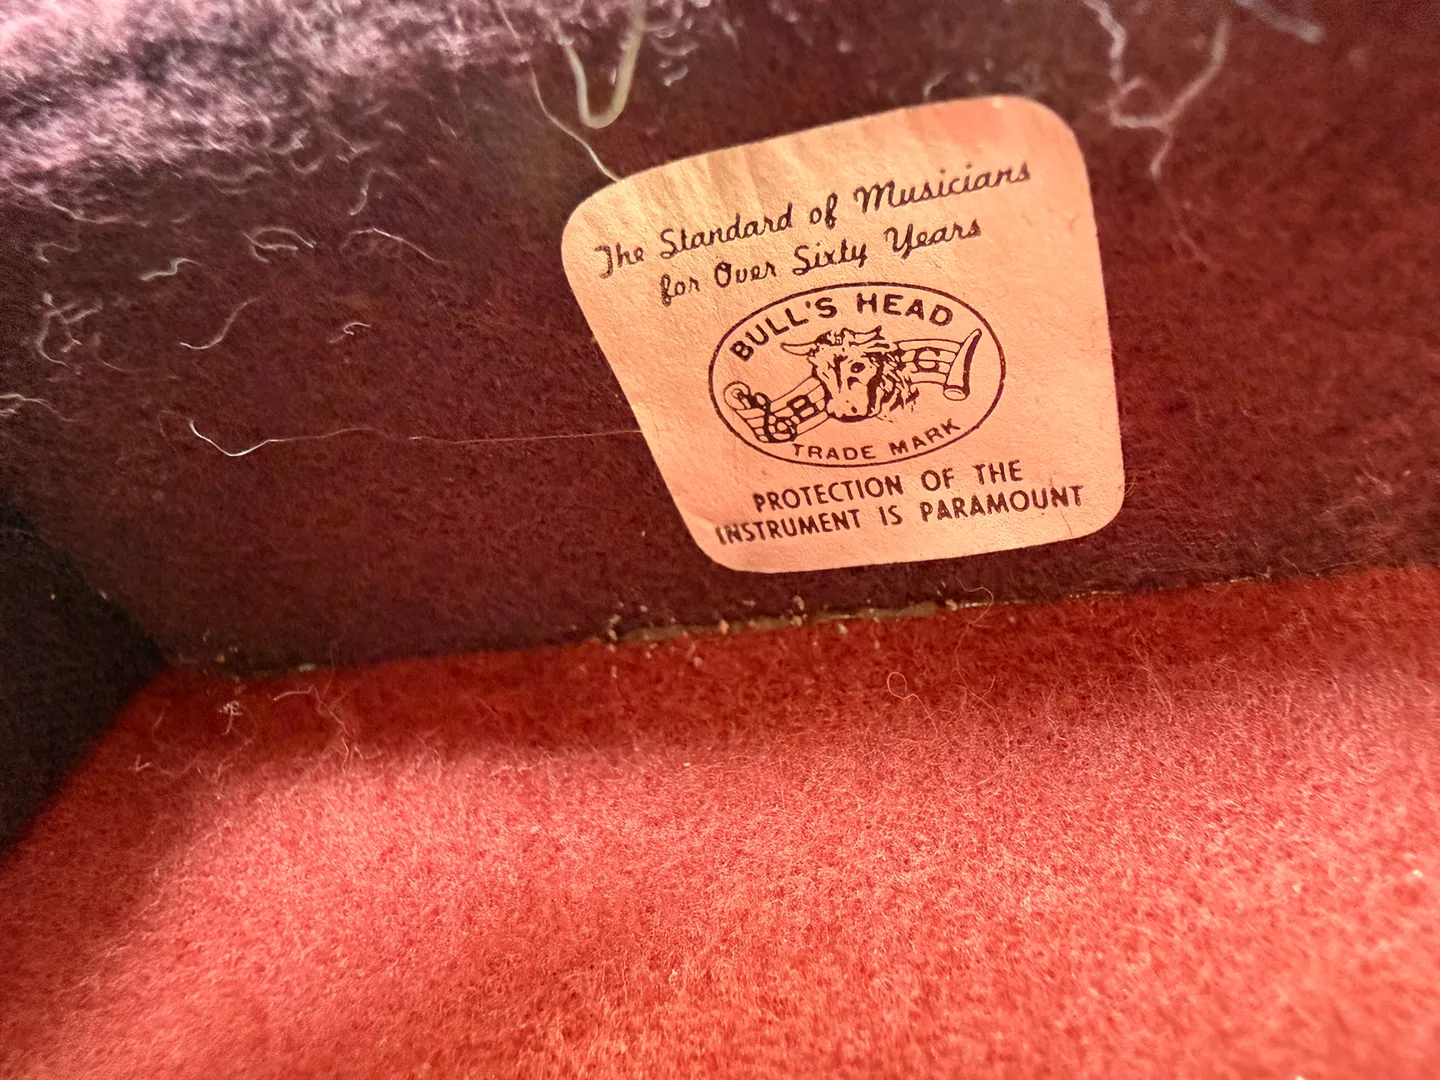 The Standard of Musicians
for Over Sixty Years
BULL'S HEAD
B G
TRADE MARK
PROTECTION OF THE
INSTRUMENT IS PARAMOUNT